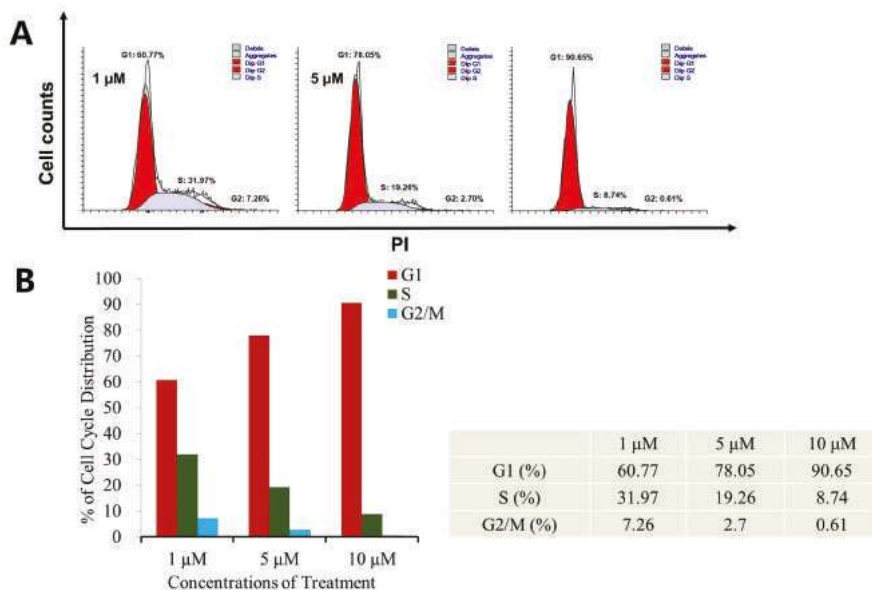 A
Cell counts
1 µM
G1: 60.77%
S: 31.97%
G2: 7.26%
Debris
Aggregates
Dip G1
Dip G2
Dip S
5 µM
G1: 78.05%
S: 19.26%
G2: 2.70%
Debris
Aggregates
Dip G1
Dip G2
Dip S
G1: 90.65%
S: 8.74%
G2: 0.61%
Debris
Aggregates
Dip G1
Dip G2
Dip S
PI
B
% of Cell Cycle Distribution
100
90
80
70
60
50
40
30
20
10
0
G1
S
G2/M
1 µM 5 µM 10 µM
Concentrations of Treatment
1 µM 5 µM 10 µM
G1 (%) 60.77 78.05 90.65
S (%) 31.97 19.26 8.74
G2/M (%) 7.26 2.7 0.61